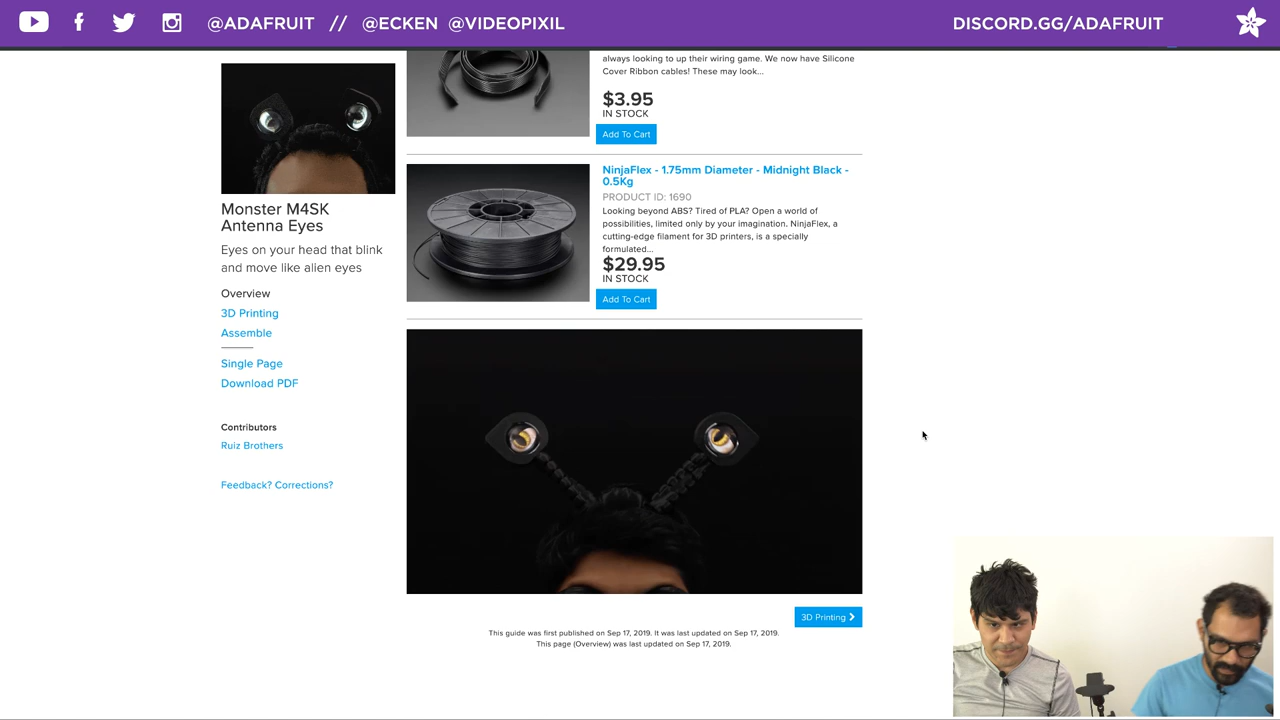 @ADAFRUIT // @ECKEN @VIDEOPIXIL
DISCORD.GG/ADAFRUIT
always looking to up their wiring game. We now have Silicone
Cover Ribbon cables! These may look...
$3.95
IN STOCK
Add To Cart
NinjaFlex - 1.75mm Diameter - Midnight Black -
0.5Kg
PRODUCT ID: 1690
Looking beyond ABS? Tired of PLA? Open a world of
possibilities, limited only by your imagination. NinjaFlex, a
cutting-edge filament for 3D printers, is a specially
formulated...
$29.95
IN STOCK
Add To Cart
Monster M4SK
Antenna Eyes
Eyes on your head that blink
and move like alien eyes
Overview
3D Printing
Assemble
Single Page
Download PDF
Contributors
Ruiz Brothers
Feedback? Corrections?
3D Printing
This guide was first published on Sep 17, 2019. It was last updated on Sep 17, 2019.
This page (Overview) was last updated on Sep 17, 2019.